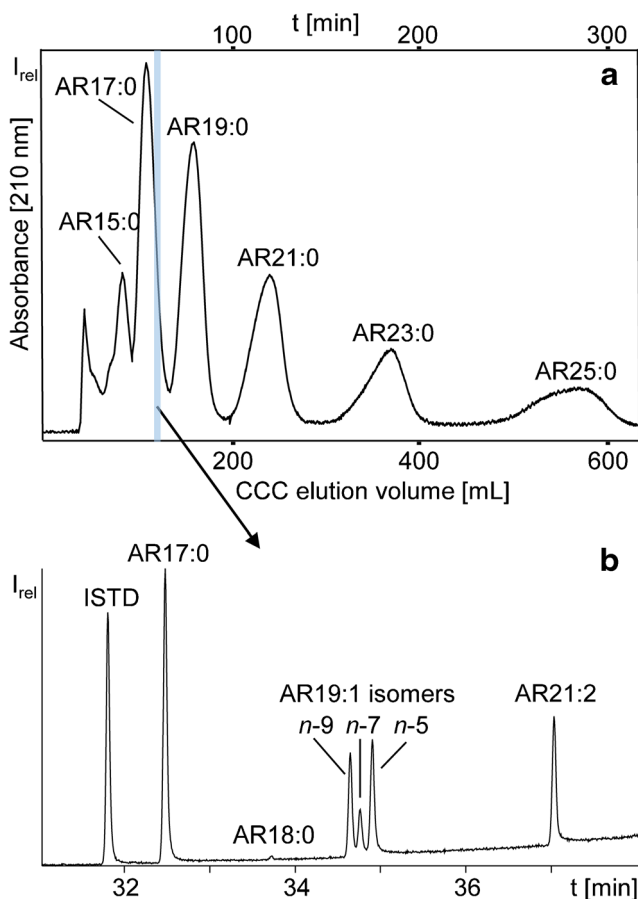 t [min]
100 200 300
I rel
a
AR17:0
AR19:0
AR15:0
AR21:0
AR23:0
AR25:0
Absorbance [210 nm]
200 400 600
CCC elution volume [mL]
b
I rel
AR17:0
ISTD
AR19:1 isomers
n-9 n-7 n-5
AR21:2
AR18:0
32 34 36 t [min]